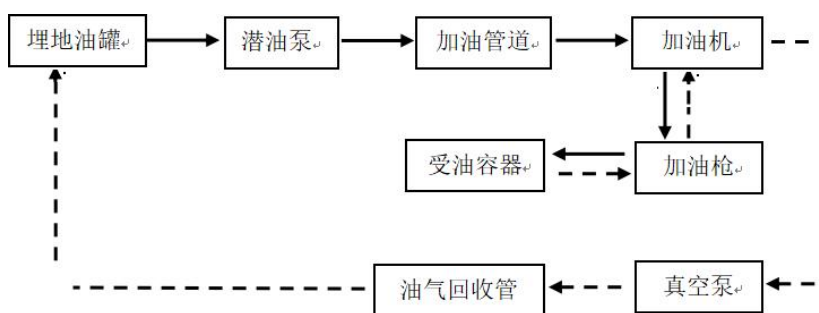 埋地油罐
潜油泵
加油管道
加油机
受油容器
加油枪
油气回收管
真空泵